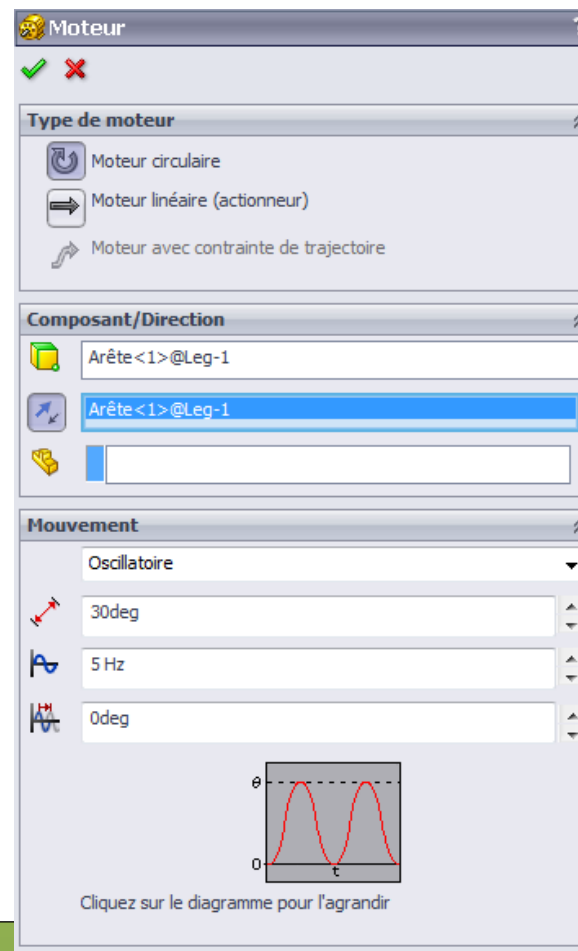 Moteur
Type de moteur
Moteur circulaire
Moteur linéaire (actionneur)
Moteur avec contrainte de trajectoire
Composant/Direction
Arête<1>@Leg-1
Arête<1>@Leg-1
Mouvement
Oscillatoire
30deg
5 Hz
0deg
θ
0
t
Cliquez sur le diagramme pour l'agrandir